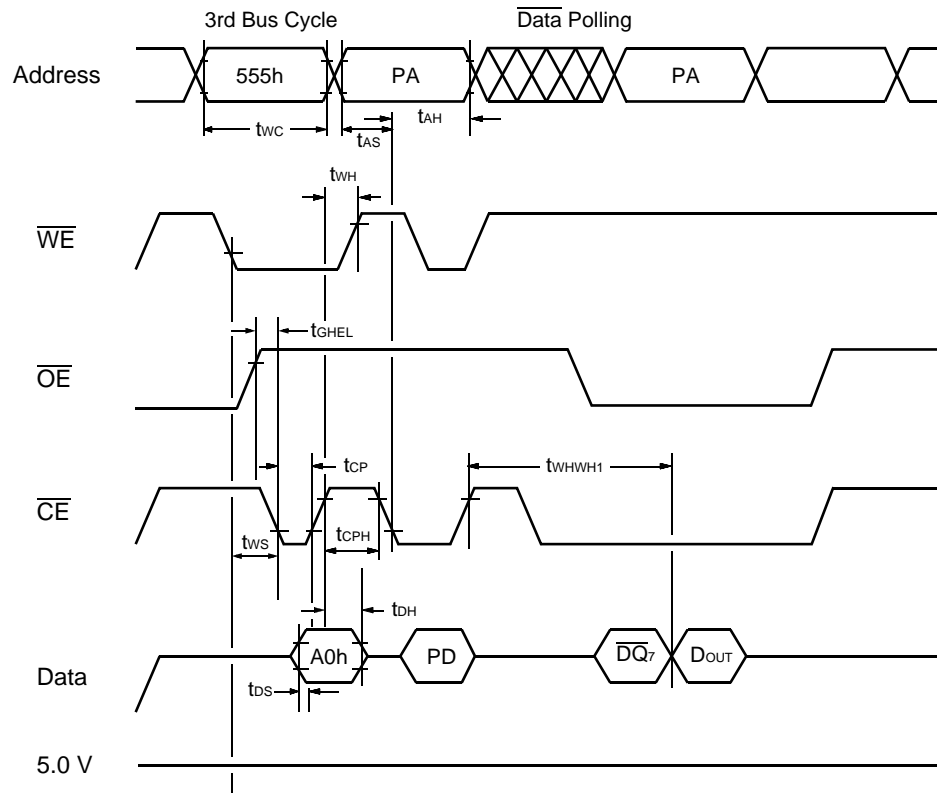 3rd Bus Cycle
Data Polling
Address
555h
PA
PA
tWC
tAS
tAH
tWH
WE
tGHEL
OE
tCP
tWHWH1
CE
tWS
tCPH
tDH
Data
A0h
PD
DQ7
DOUT
tDS
5.0 V